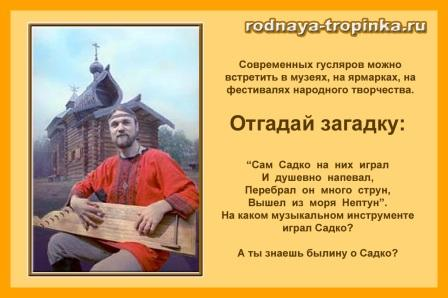 rodnaya-tropinka.ru
Современных гусляров можно
встретить в музеях, на ярмарках, на
фестивалях народного творчества.
Отгадай загадку:
“Сам Садко на них играл
И душевно напевал,
Перебрал он много струн,
Вышел из моря Нептун”.
На каком музыкальном инструменте
играл Садко?
А ты знаешь былину о Садко?